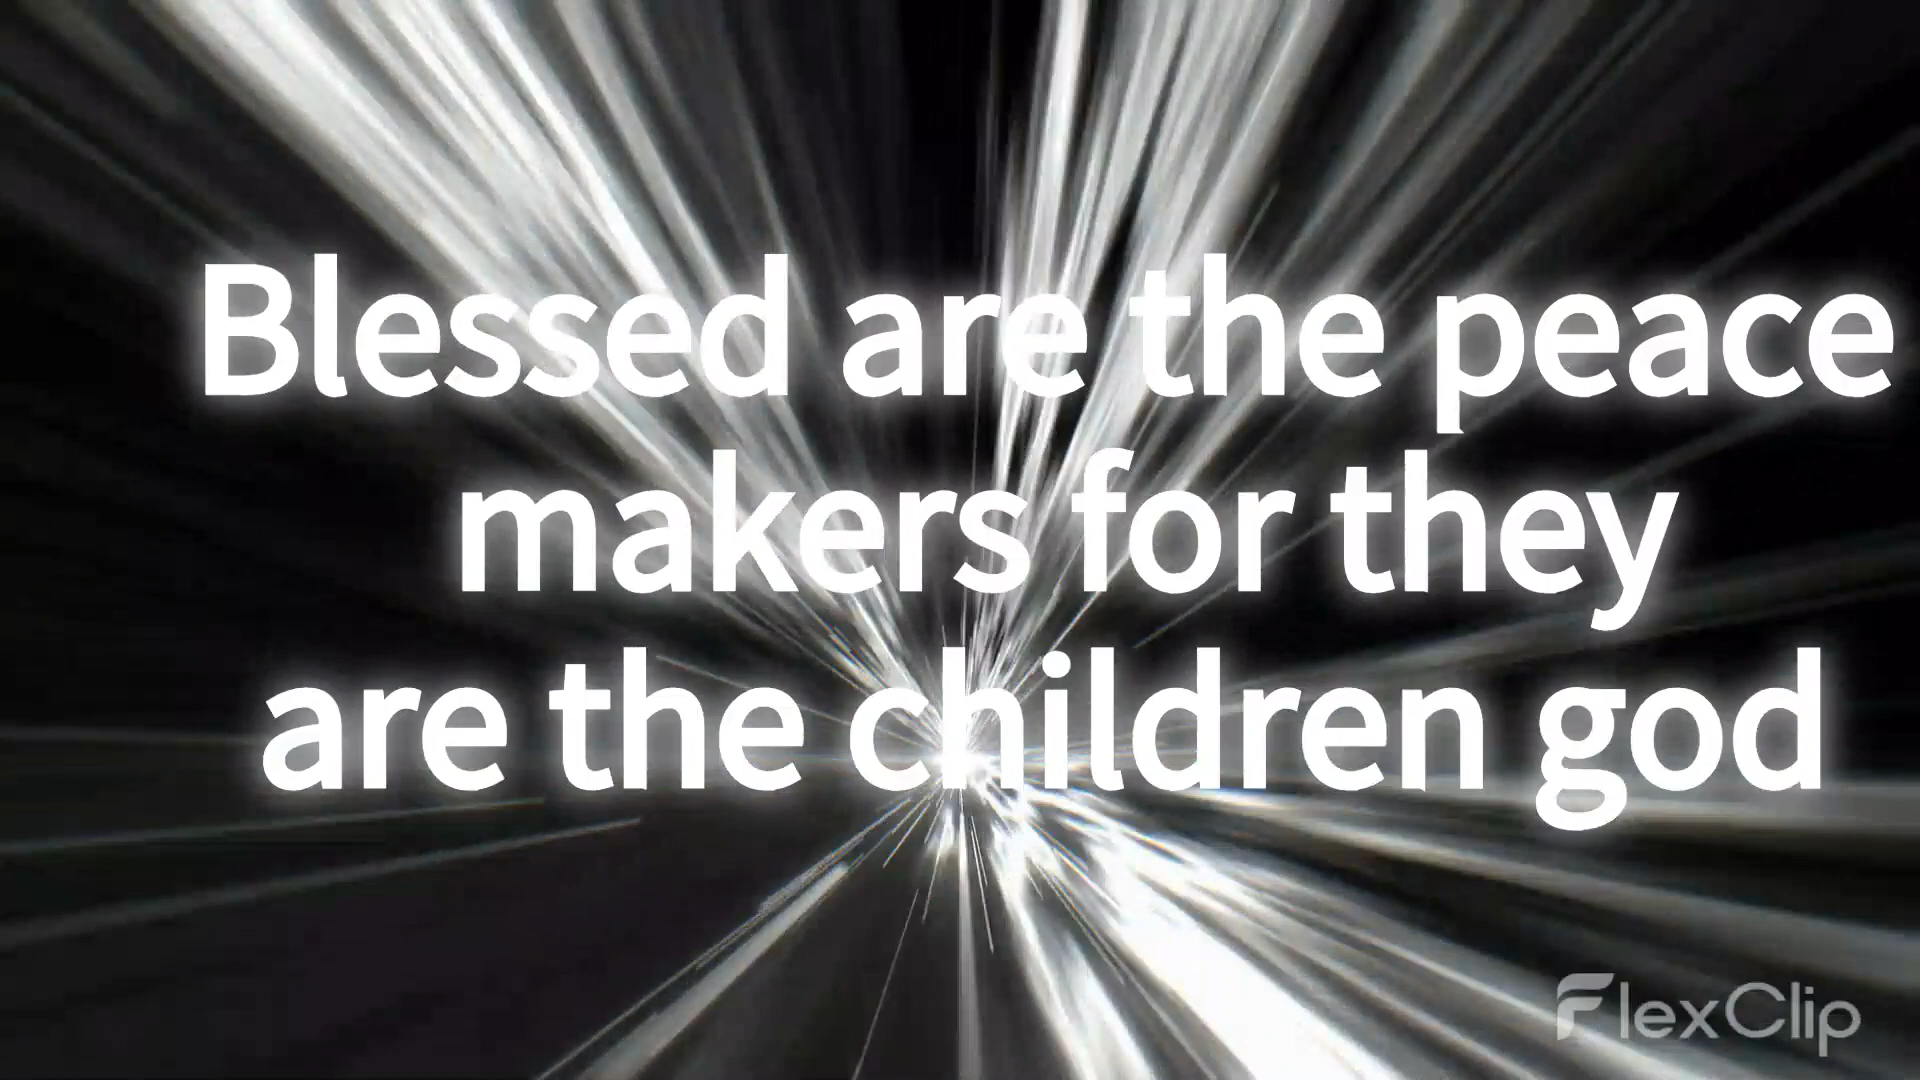 Blessed are the peace
makers for they
are the children god
FlexClip